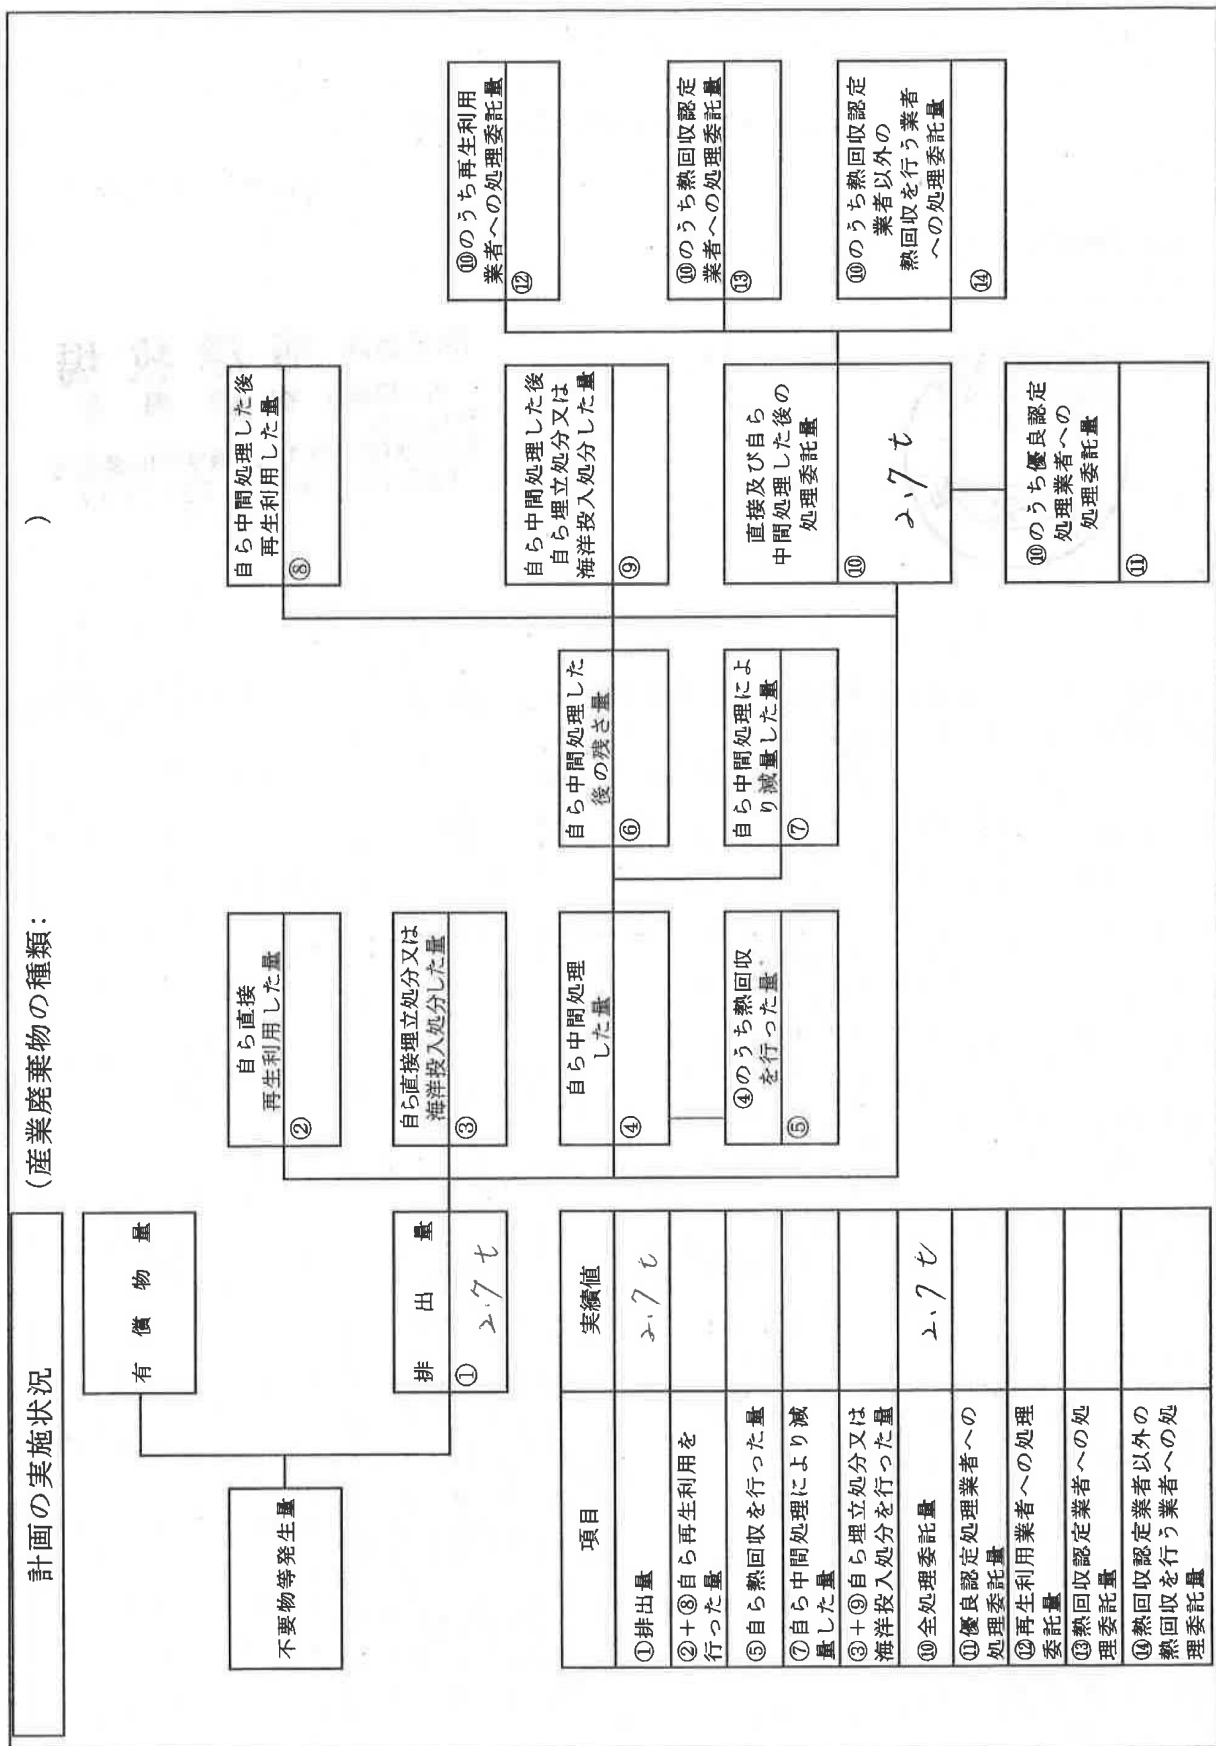 計画の実施状況
(産業廃棄物の種類: )
不要物等発生量
有償物量
排出量
① 2.7 t
自ら直接
再生利用した量
②
自ら直接埋立処分又は
海洋投入処分した量
③
自ら中間処理
した量
④
④のうち熱回収
を行った量
⑤
自ら中間処理した
後の残さ量
⑥
自ら中間処理によ
り減量した量
⑦
自ら中間処理した後
再生利用した量
⑧
自ら中間処理した後
自ら埋立処分又は
海洋投入処分した量
⑨
直接及び自ら
中間処理した後の
処理委託量
⑩
2.7 t
⑩のうち優良認定
処理業者への
処理委託量
⑪
⑩のうち再生利用
業者への処理委託量
⑫
⑩のうち熱回収認定
業者への処理委託量
⑬
⑩のうち熱回収認定
業者以外の
熱回収を行う業者
への処理委託量
⑭
項目 実績値
①排出量 2.7 t
②+⑧自ら再生利用を
行った量
⑤自ら熱回収を行った量
⑦自ら中間処理により減
量した量
③+⑨自ら埋立処分又は
海洋投入処分を行った量
⑩全処理委託量 2.7 t
⑪優良認定処理業者への
処理委託量
⑫再生利用業者への処理
委託量
⑬熱回収認定業者への処
理委託量
⑭熱回収認定業者以外の
熱回収を行う業者への処
理委託量